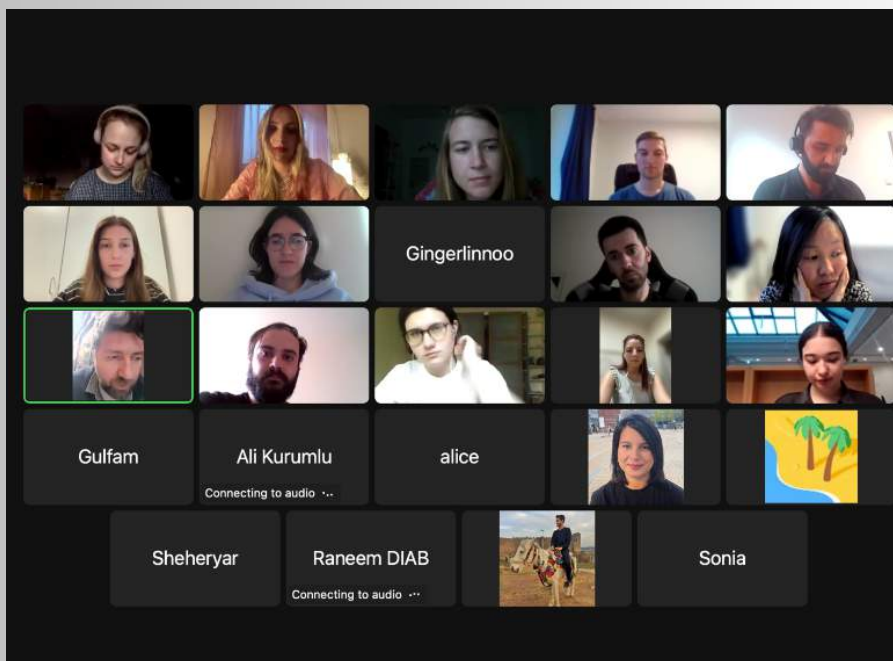 Gingerlinnoo
Gulfam
Ali Kurumlu
Connecting to audio ...
alice
Sheheryar
Raneem DIAB
Connecting to audio ...
Sonia